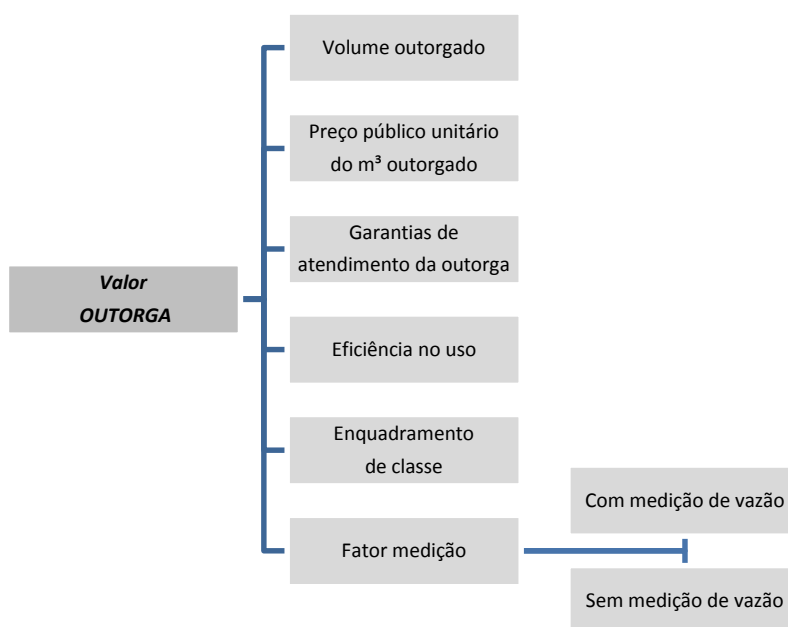 Volume outorgado
Preço público unitário
do m³ outorgado
Garantias de
atendimento da outorga
Valor
OUTORGA
Eficiência no uso
Enquadramento
de classe
Fator medição
Com medição de vazão
Sem medição de vazão